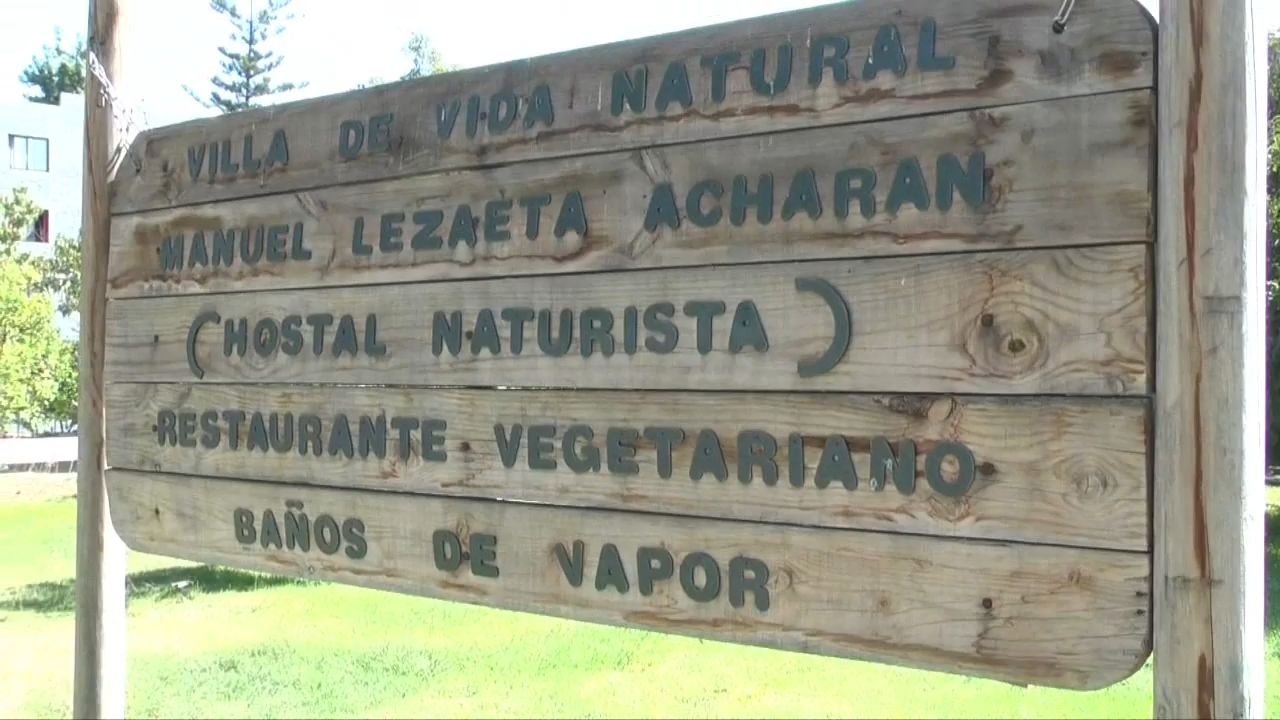 VILLA DE VIDA NATURAL
MANUEL LEZAETA ACHARAN
(HOSTAL NATURISTA)
RESTAURANTE VEGETARIANO
BAÑOS DE VAPOR